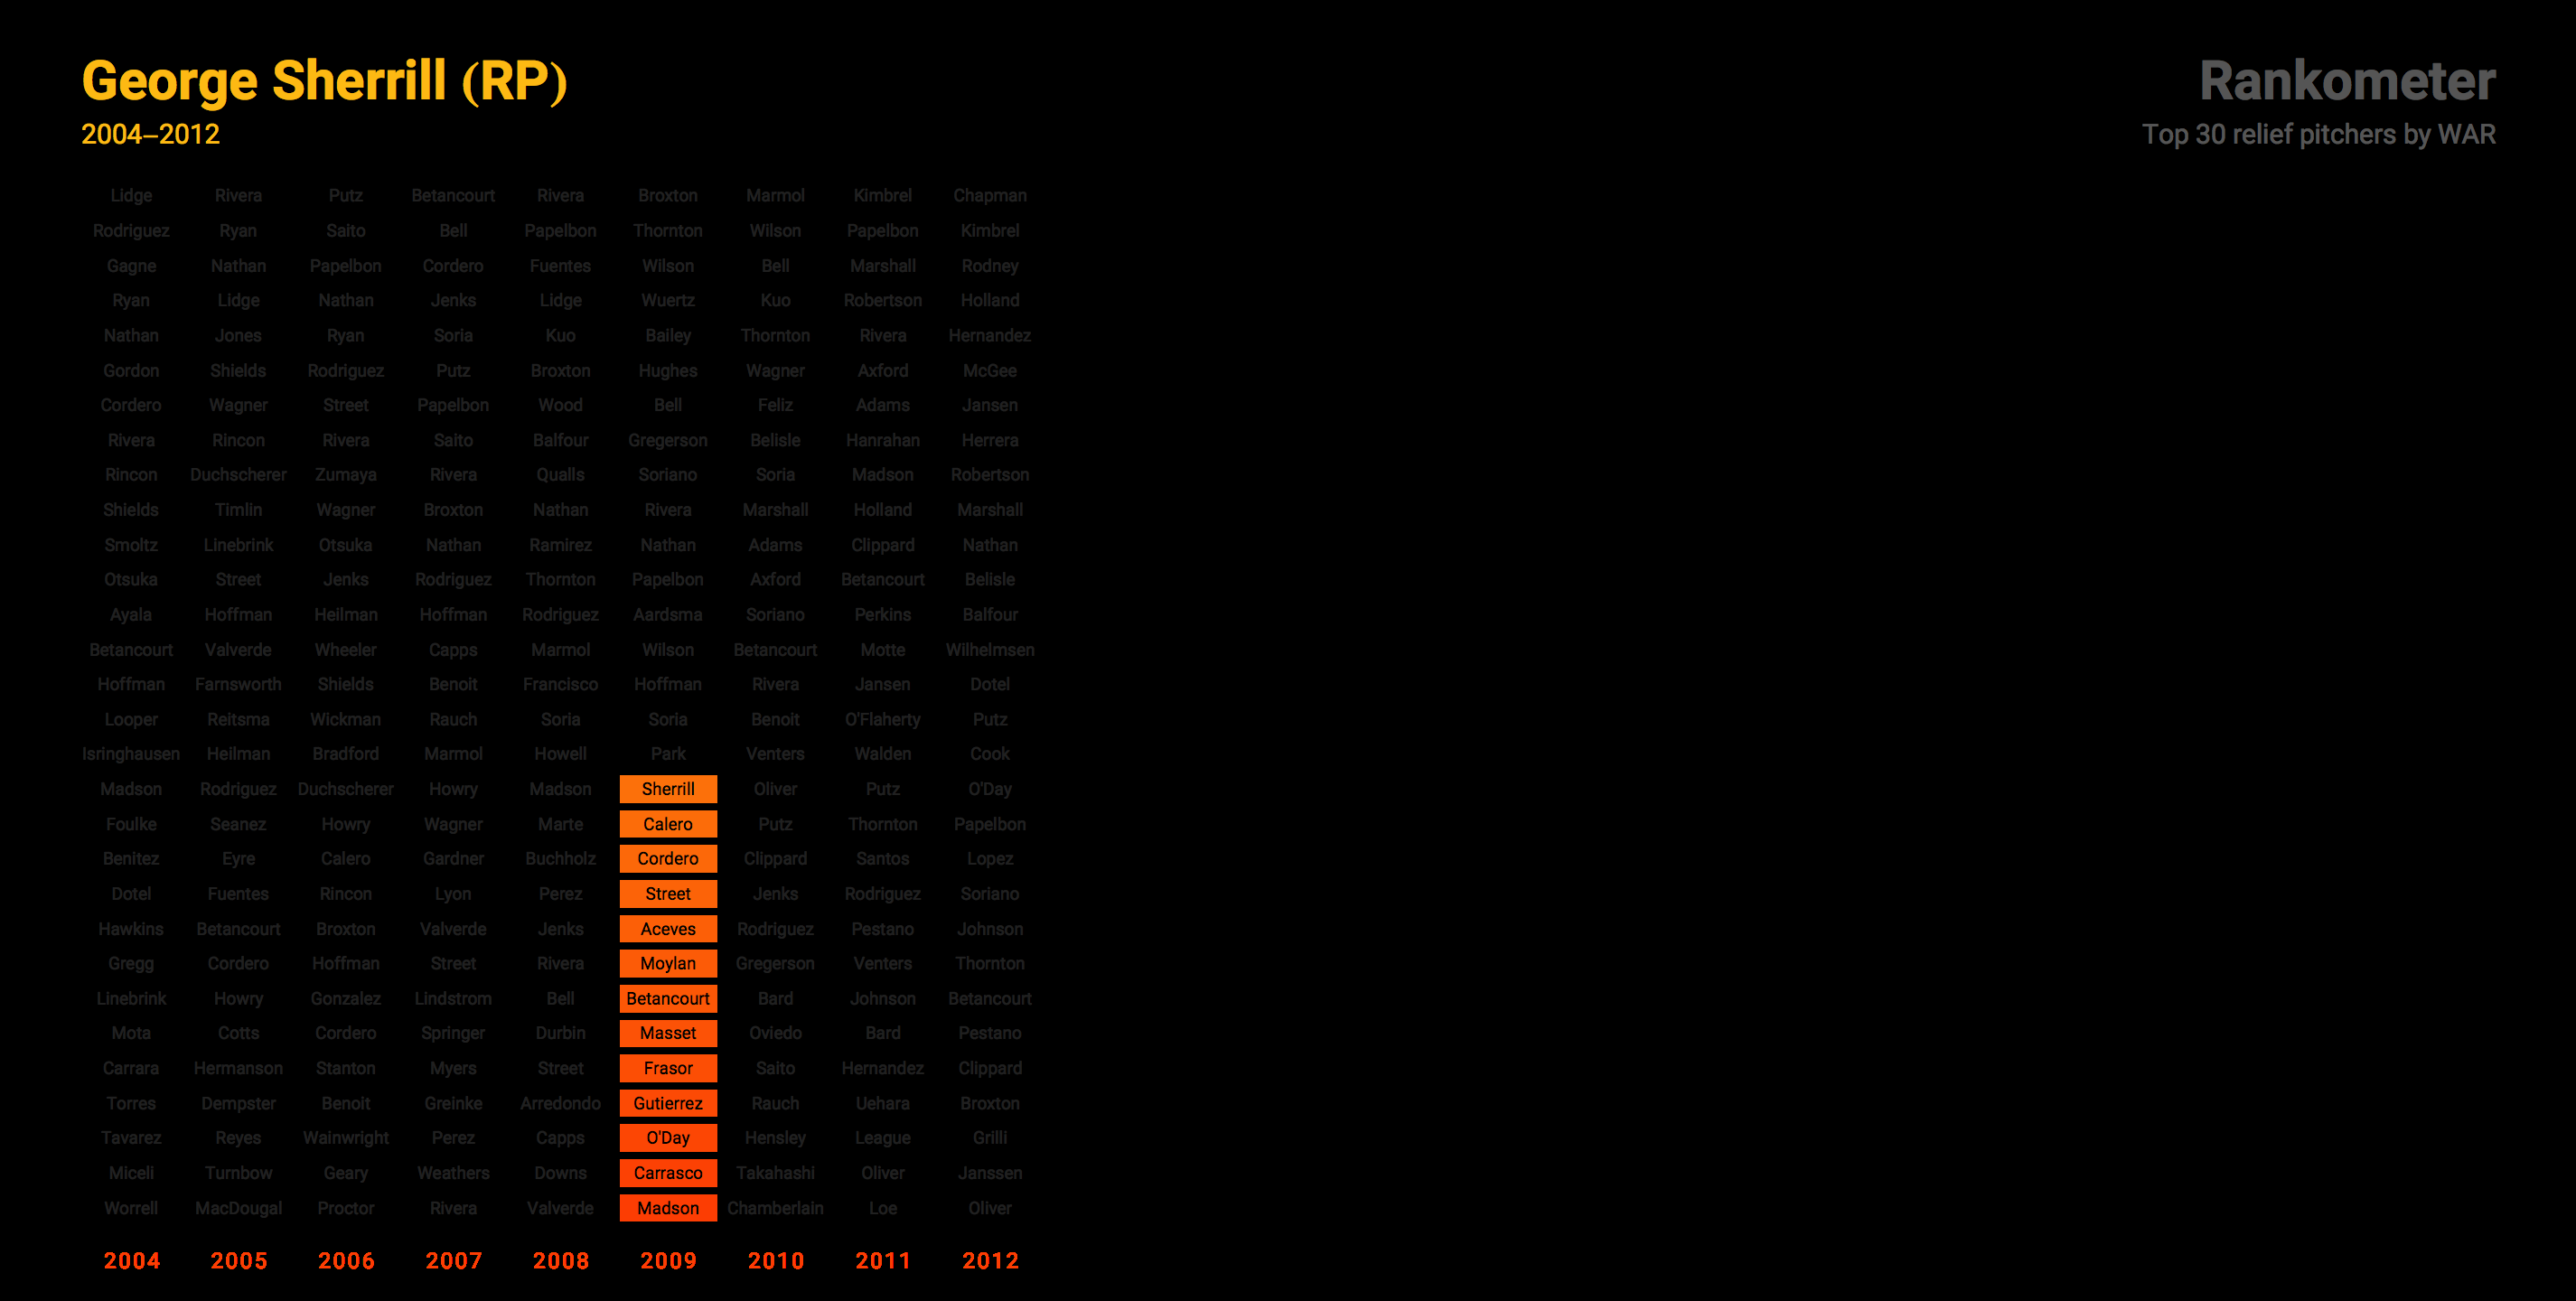 George Sherrill (RP)
2004–2012
Rankometer
Top 30 relief pitchers by WAR
Lidge Rivera Putz Betancourt Rivera Broxton Marmol Kimbrel Chapman
Rodriguez Ryan Saito Bell Papelbon Thornton Wilson Papelbon Kimbrel
Gagne Nathan Papelbon Cordero Fuentes Wilson Bell Marshall Rodney
Ryan Lidge Nathan Jenks Lidge Wuertz Kuo Robertson Holland
Nathan Jones Ryan Soria Kuo Bailey Thornton Rivera Hernandez
Gordon Shields Rodriguez Putz Broxton Hughes Wagner Axford McGee
Cordero Wagner Street Papelbon Wood Bell Feliz Adams Jansen
Rivera Rincon Rivera Saito Balfour Gregerson Belisle Hanrahan Herrera
Rincon Duchscherer Zumaya Rivera Qualls Soriano Soria Madson Robertson
Shields Timlin Wagner Broxton Nathan Rivera Marshall Holland Marshall
Smoltz Linebrink Otsuka Nathan Ramirez Nathan Adams Clippard Nathan
Otsuka Street Jenks Rodriguez Thornton Papelbon Axford Betancourt Belisle
Ayala Hoffman Heilman Hoffman Rodriguez Aardsma Soriano Perkins Balfour
Betancourt Valverde Wheeler Capps Marmol Wilson Betancourt Motte Wilhelmsen
Hoffman Farnsworth Shields Benoit Francisco Hoffman Rivera Jansen Dotel
Looper Reitsma Wickman Rauch Soria Soria Benoit O'Flaherty Putz
Isringhausen Heilman Bradford Marmol Howell Park Venters Walden Cook
Madson Rodriguez Duchscherer Howry Madson Sherrill Oliver Putz O'Day
Foulke Seanez Howry Wagner Marte Calero Putz Thornton Papelbon
Benitez Eyre Calero Gardner Buchholz Cordero Clippard Santos Lopez
Dotel Fuentes Rincon Lyon Perez Street Jenks Rodriguez Soriano
Hawkins Betancourt Broxton Valverde Jenks Aceves Rodriguez Pestano Johnson
Gregg Cordero Hoffman Street Rivera Moylan Gregerson Venters Thornton
Linebrink Howry Gonzalez Lindstrom Bell Betancourt Bard Johnson Betancourt
Mota Cotts Cordero Springer Durbin Masset Oviedo Bard Pestano
Carrara Hermanson Stanton Myers Street Frasor Saito Hernandez Clippard
Torres Dempster Benoit Greinke Arredondo Gutierrez Rauch Uehara Broxton
Tavarez Reyes Wainwright Perez Capps O'Day Hensley League Grilli
Miceli Turnbow Geary Weathers Downs Carrasco Takahashi Oliver Janssen
Worrell MacDougal Proctor Rivera Valverde Madson Chamberlain Loe Oliver
2004 2005 2006 2007 2008 2009 2010 2011 2012